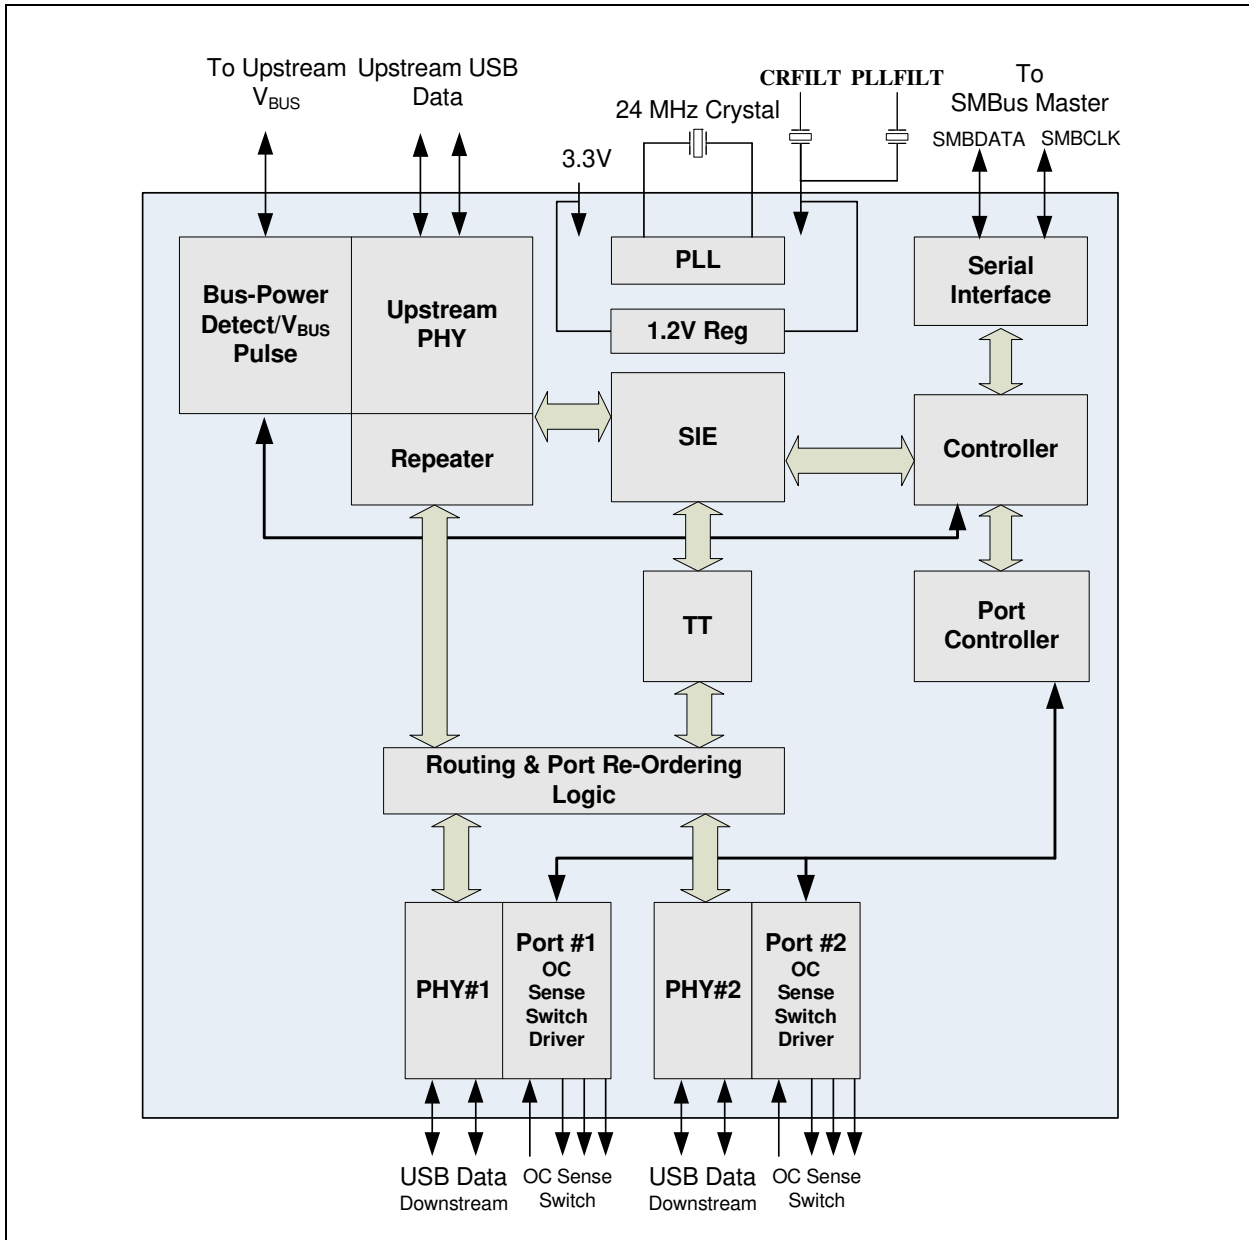 To Upstream
VBUS
Upstream USB
Data
24 MHz Crystal
CRFILT PLLFILT
To
SMBus Master
SMBDATA
SMBCLK
3.3V
Bus-Power
Detect/VBUS
Pulse
Upstream
PHY
PLL
1.2V Reg
Serial
Interface
Repeater
SIE
Controller
TT
Port
Controller
Routing & Port Re-Ordering
Logic
PHY#1
Port #1
OC
Sense
Switch
Driver
PHY#2
Port #2
OC
Sense
Switch
Driver
USB Data
Downstream
OC Sense
Switch
USB Data
Downstream
OC Sense
Switch